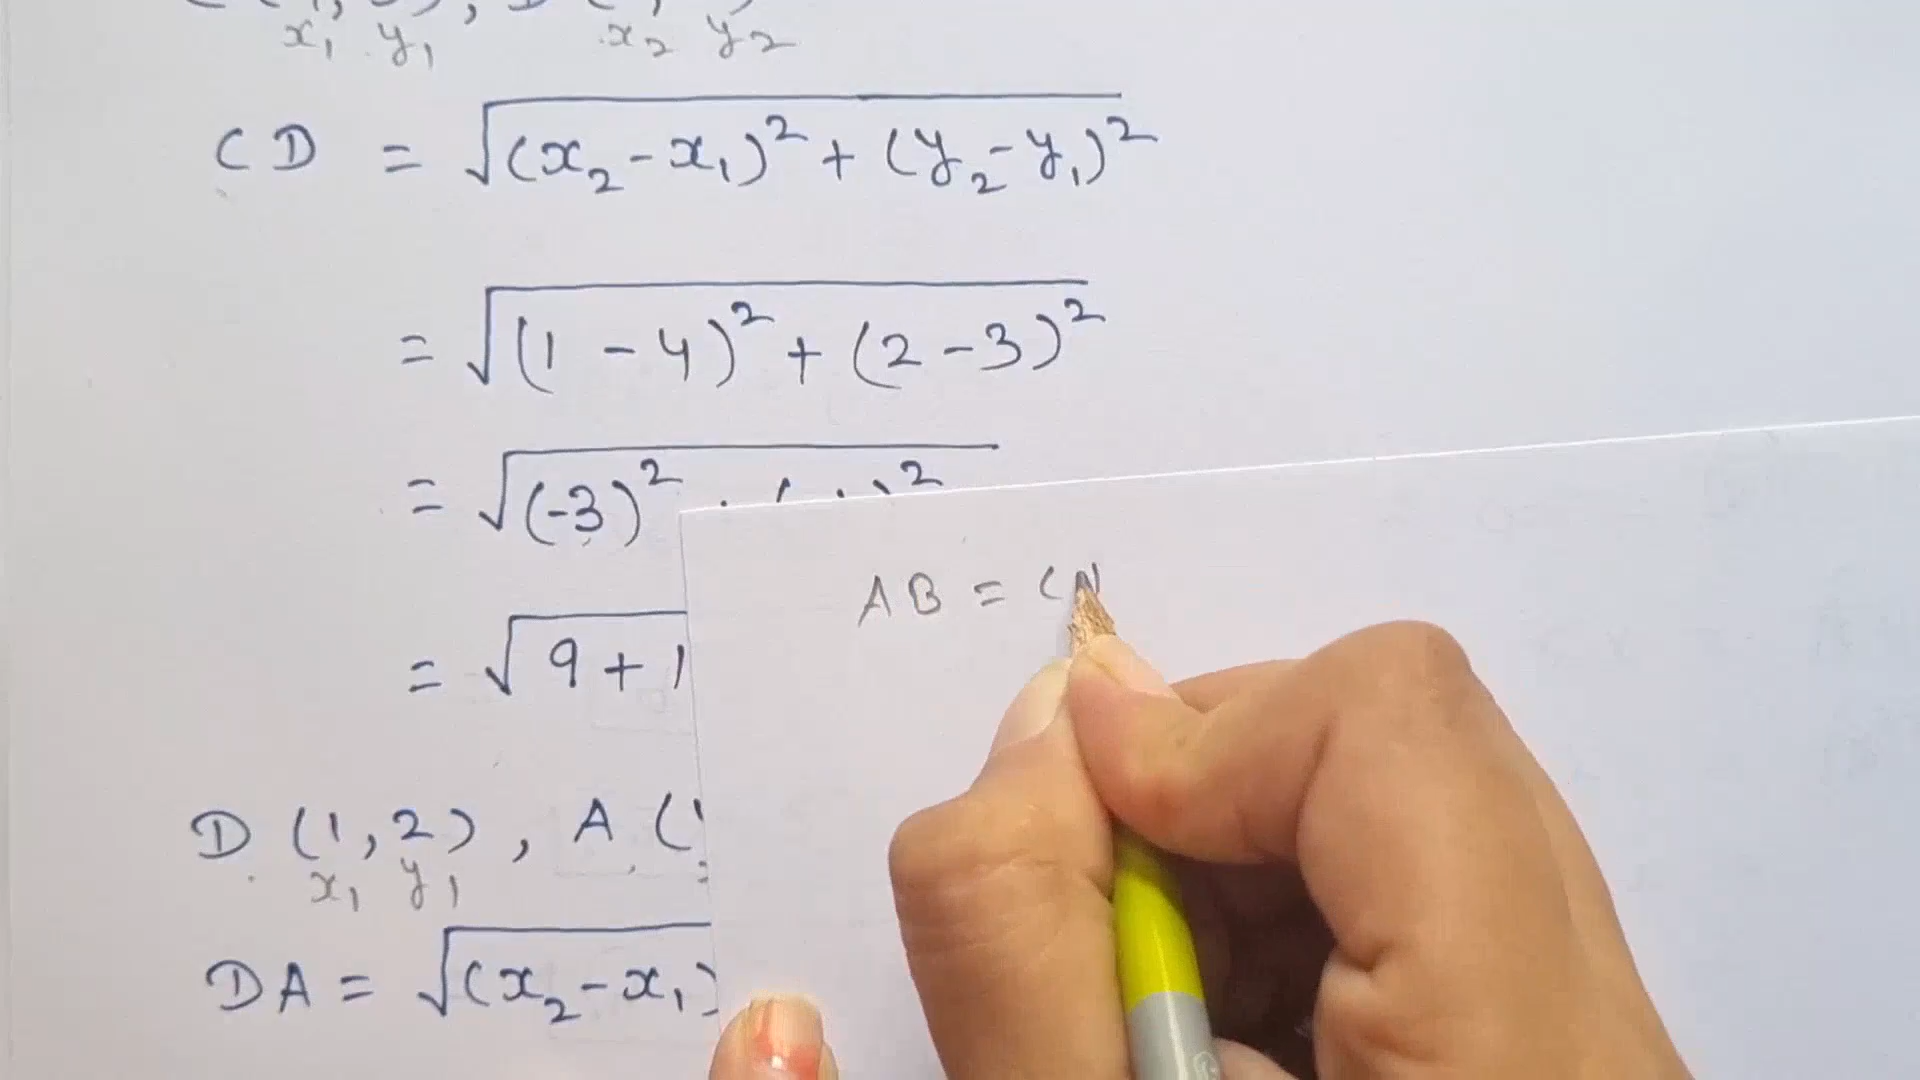 x₁ y₁ x₂ y₂
CD = √(x₂-x₁)² + (y₂-y₁)²
= √(1-4)² + (2-3)²
= √(-3)² ²
AB =
= √9+1
D (1,2), A (
x₁ y₁
DA = √(x₂-x₁)